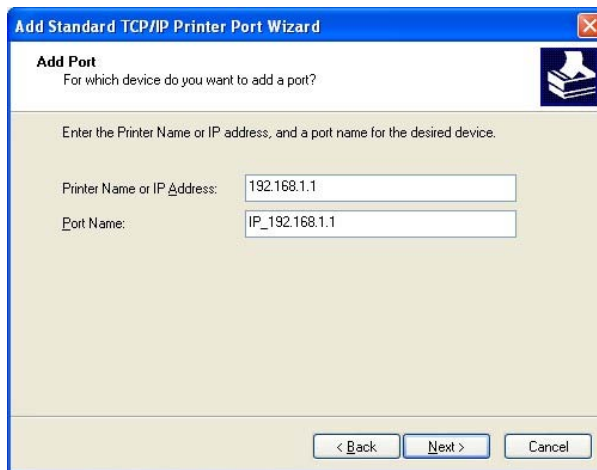 Add Standard TCP/IP Printer Port Wizard
Add Port
For which device do you want to add a port?
Enter the Printer Name or IP address, and a port name for the desired device.
Printer Name or IP Address: 192.168.1.1
Port Name: IP_192.168.1.1
< Back Next > Cancel